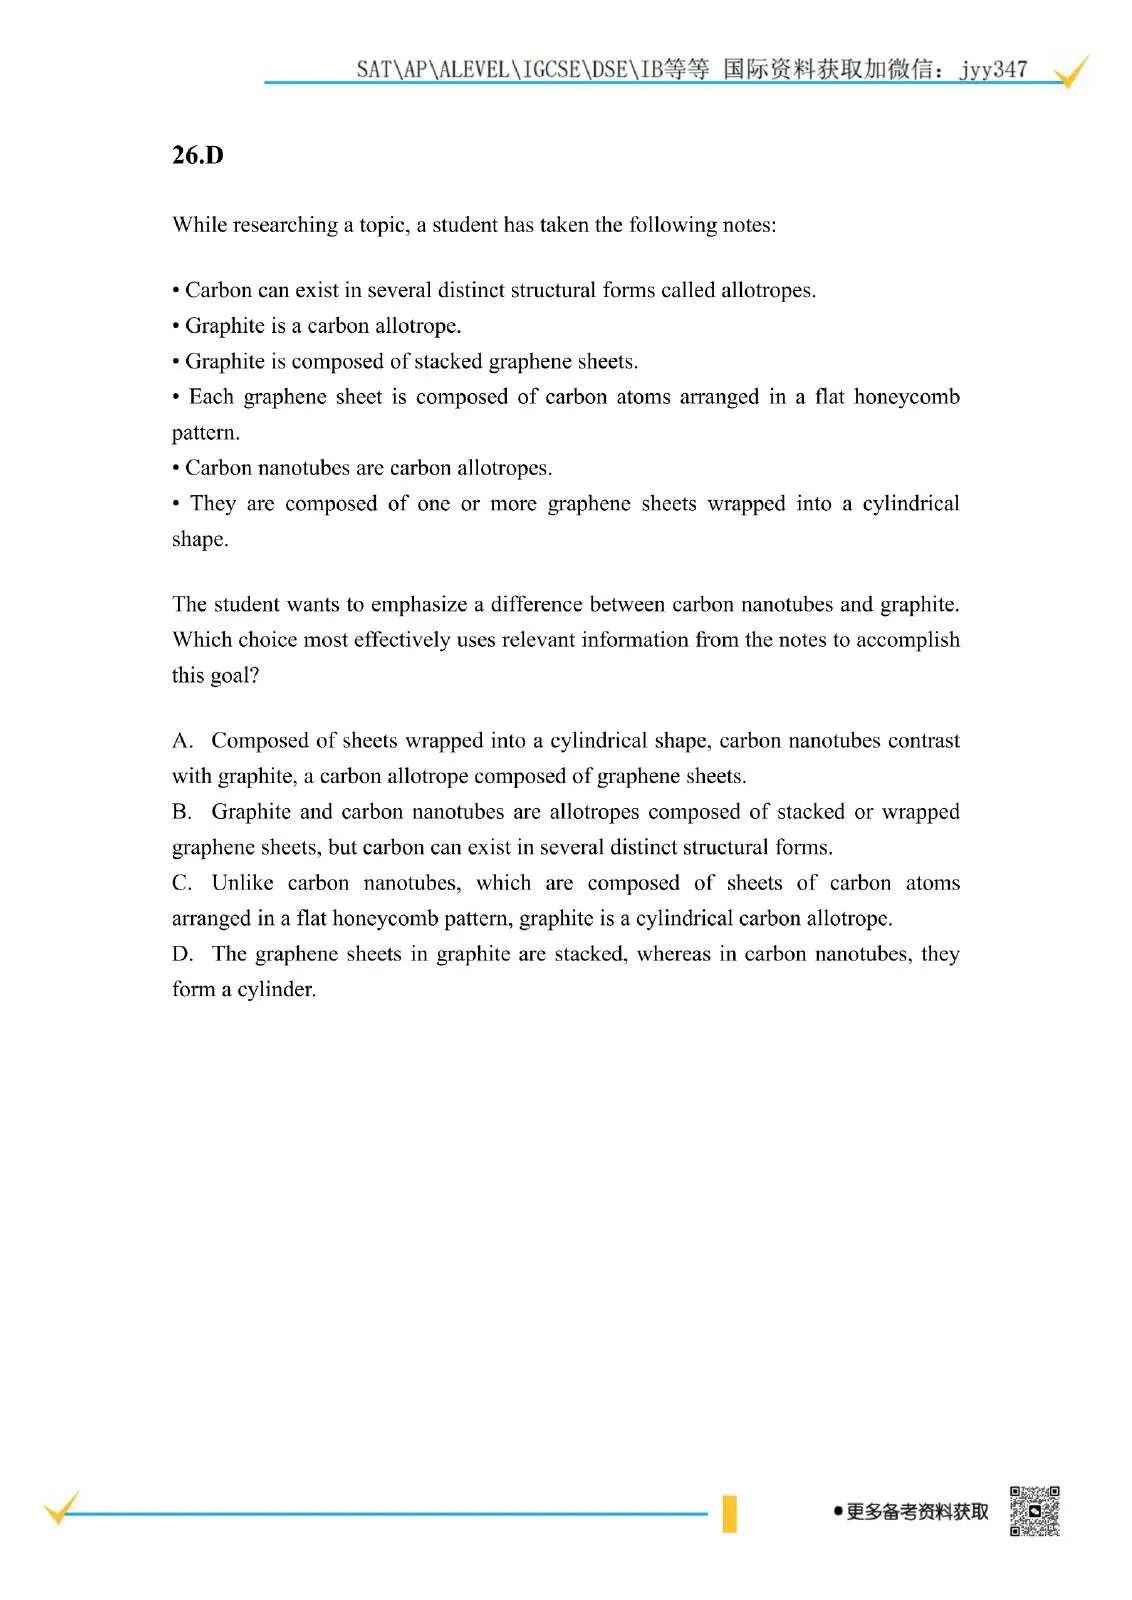 SAT\AP\ALEVEL\IGCSE\DSE\IB等等 国际资料获取加微信：jyy347
26.D
While researching a topic, a student has taken the following notes:
• Carbon can exist in several distinct structural forms called allotropes.
• Graphite is a carbon allotrope.
• Graphite is composed of stacked graphene sheets.
• Each graphene sheet is composed of carbon atoms arranged in a flat honeycomb
pattern.
• Carbon nanotubes are carbon allotropes.
• They are composed of one or more graphene sheets wrapped into a cylindrical
shape.
The student wants to emphasize a difference between carbon nanotubes and graphite.
Which choice most effectively uses relevant information from the notes to accomplish
this goal?
A. Composed of sheets wrapped into a cylindrical shape, carbon nanotubes contrast
with graphite, a carbon allotrope composed of graphene sheets.
B. Graphite and carbon nanotubes are allotropes composed of stacked or wrapped
graphene sheets, but carbon can exist in several distinct structural forms.
C. Unlike carbon nanotubes, which are composed of sheets of carbon atoms
arranged in a flat honeycomb pattern, graphite is a cylindrical carbon allotrope.
D. The graphene sheets in graphite are stacked, whereas in carbon nanotubes, they
form a cylinder.
•更多备考资料获取